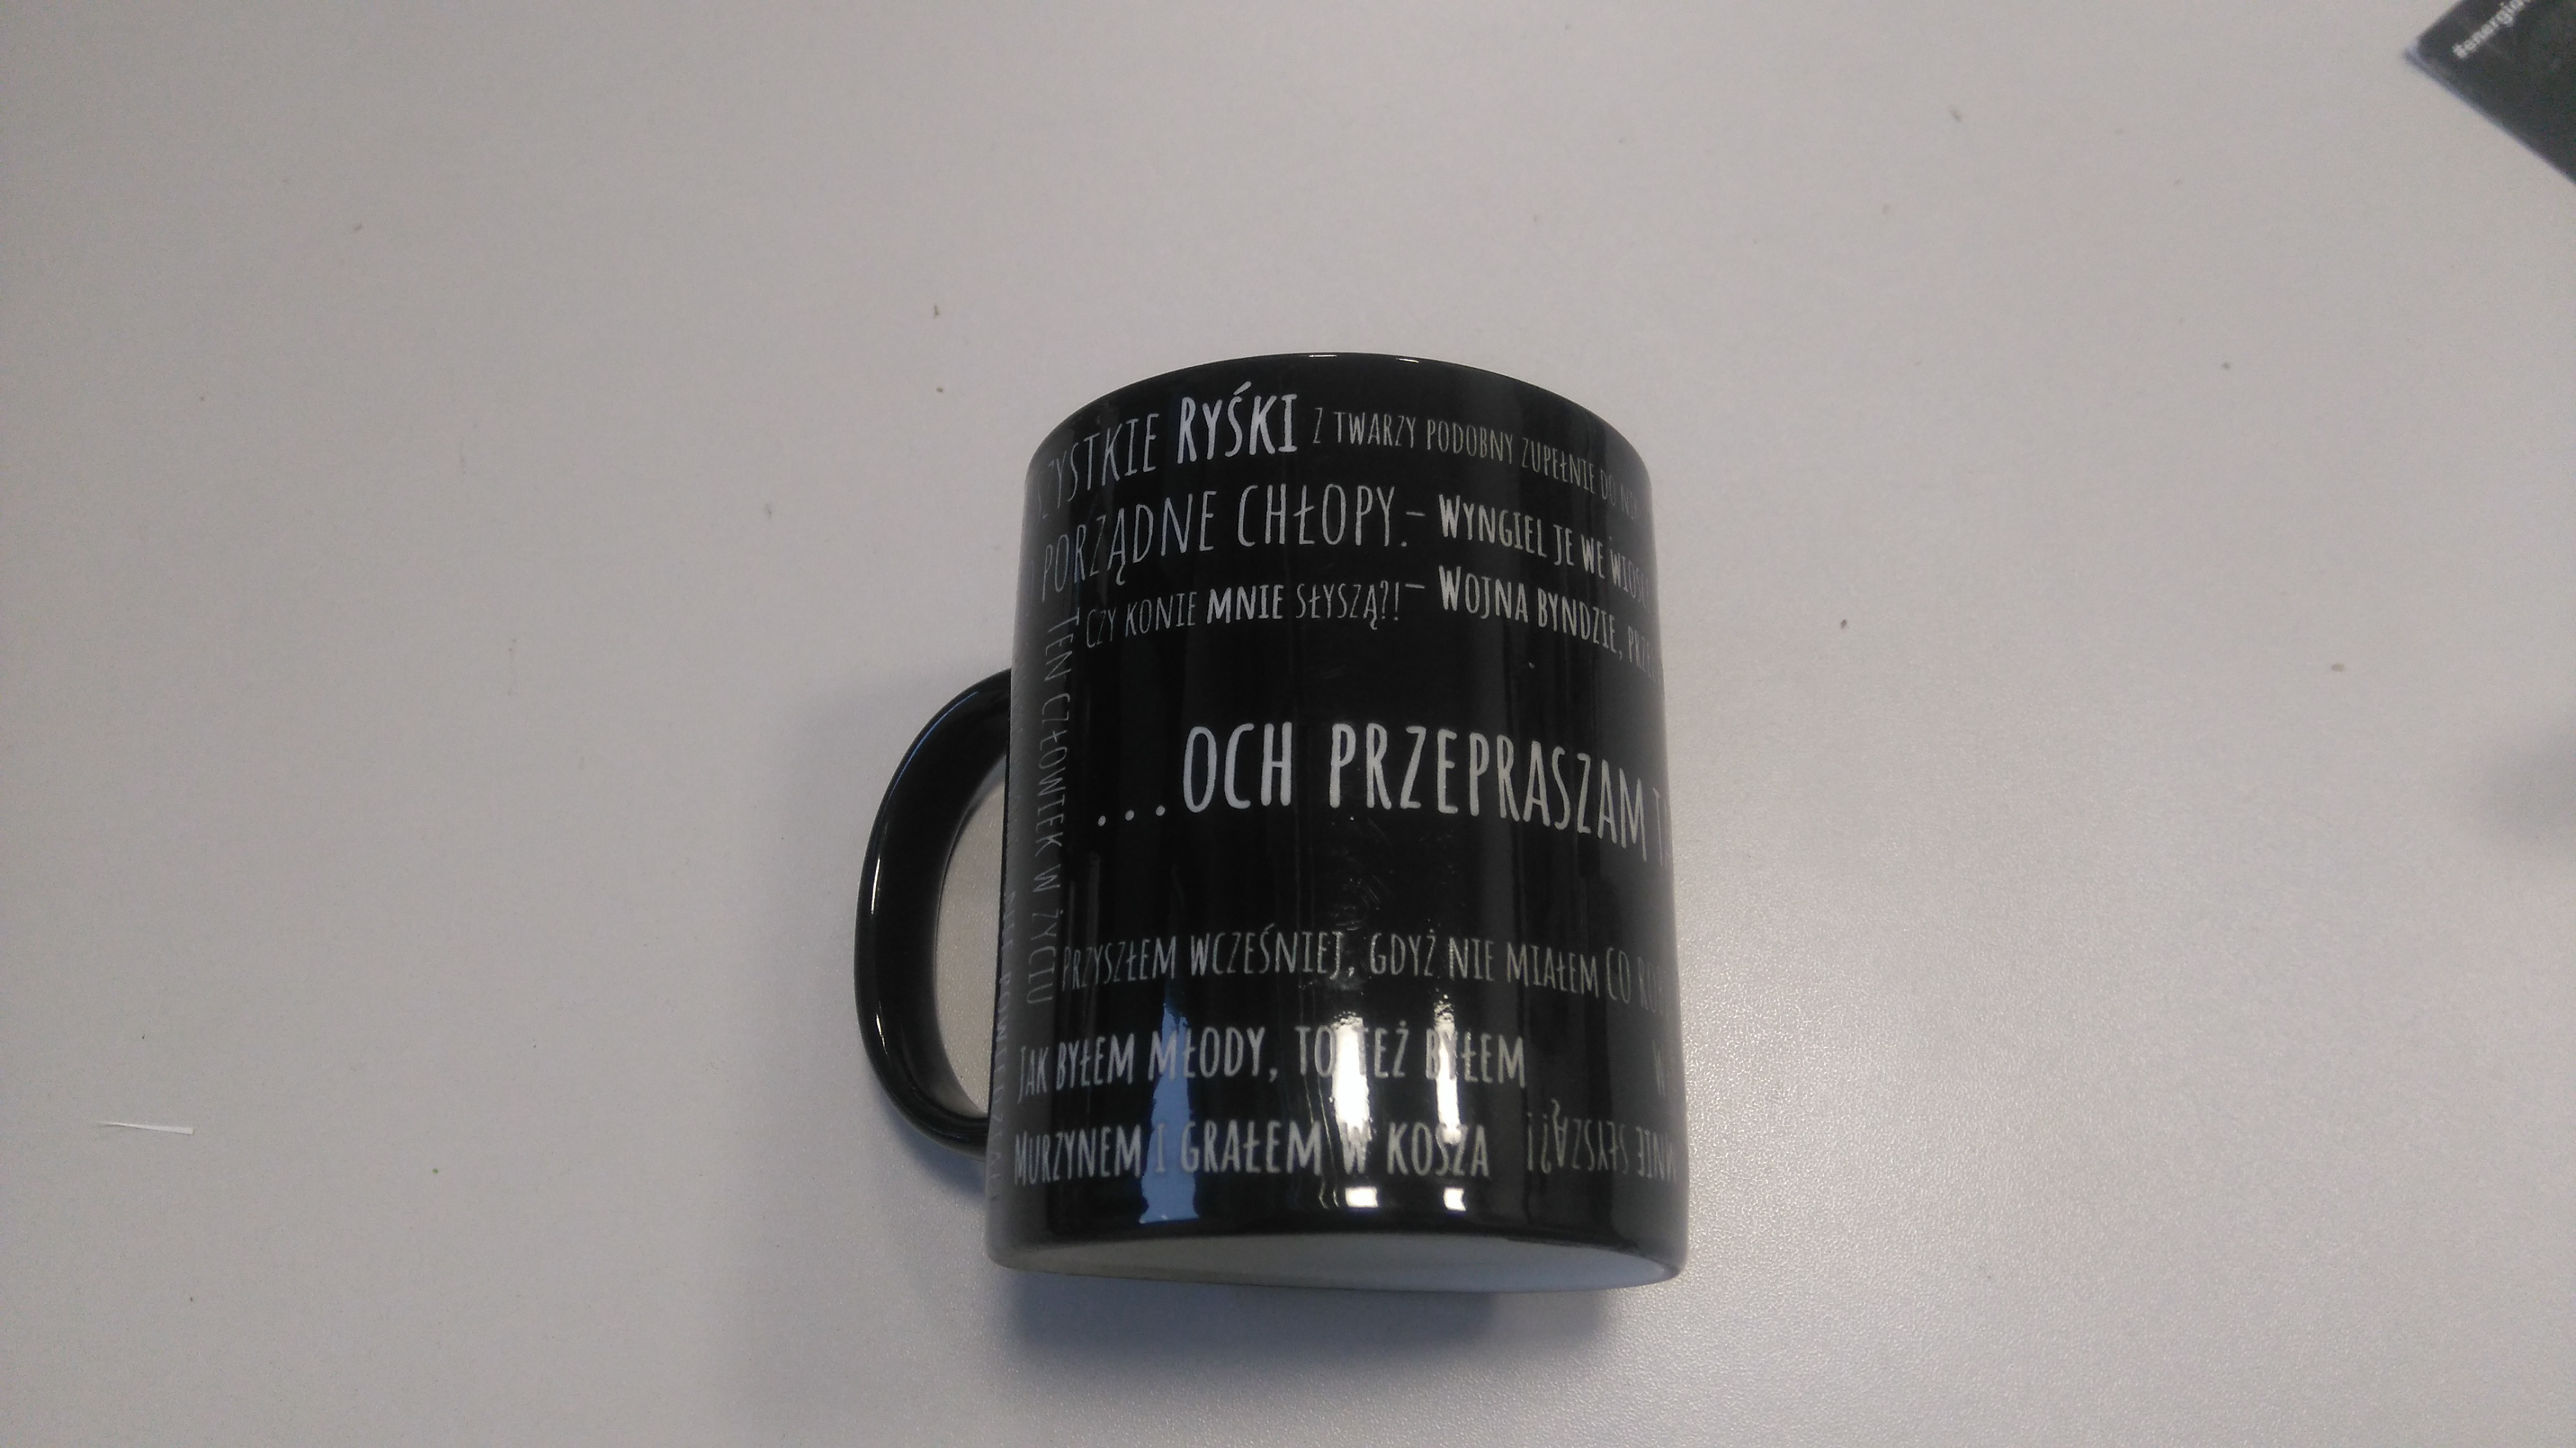 RYŚKI
PORZĄDNE CHŁOPY.
Z TWARZY PODOBNY ZUPEŁNIE DO
– WYNGIEL JE WE
CZY KONIE MNIE SŁYSZĄ?!
– WOJNA BYNDZIE,
TEN CZŁOWIEK W ŻYCIU
...OCH PRZEPRASZAM
PRZYSZŁEM WCZEŚNIEJ, GDYŻ NIE MIAŁEM CO
JAK BYŁEM MŁODY, TO TEŻ BYŁEM
MURZYNEM I GRAŁEM W KOSZA
MNIE SŁYSZĄ?!